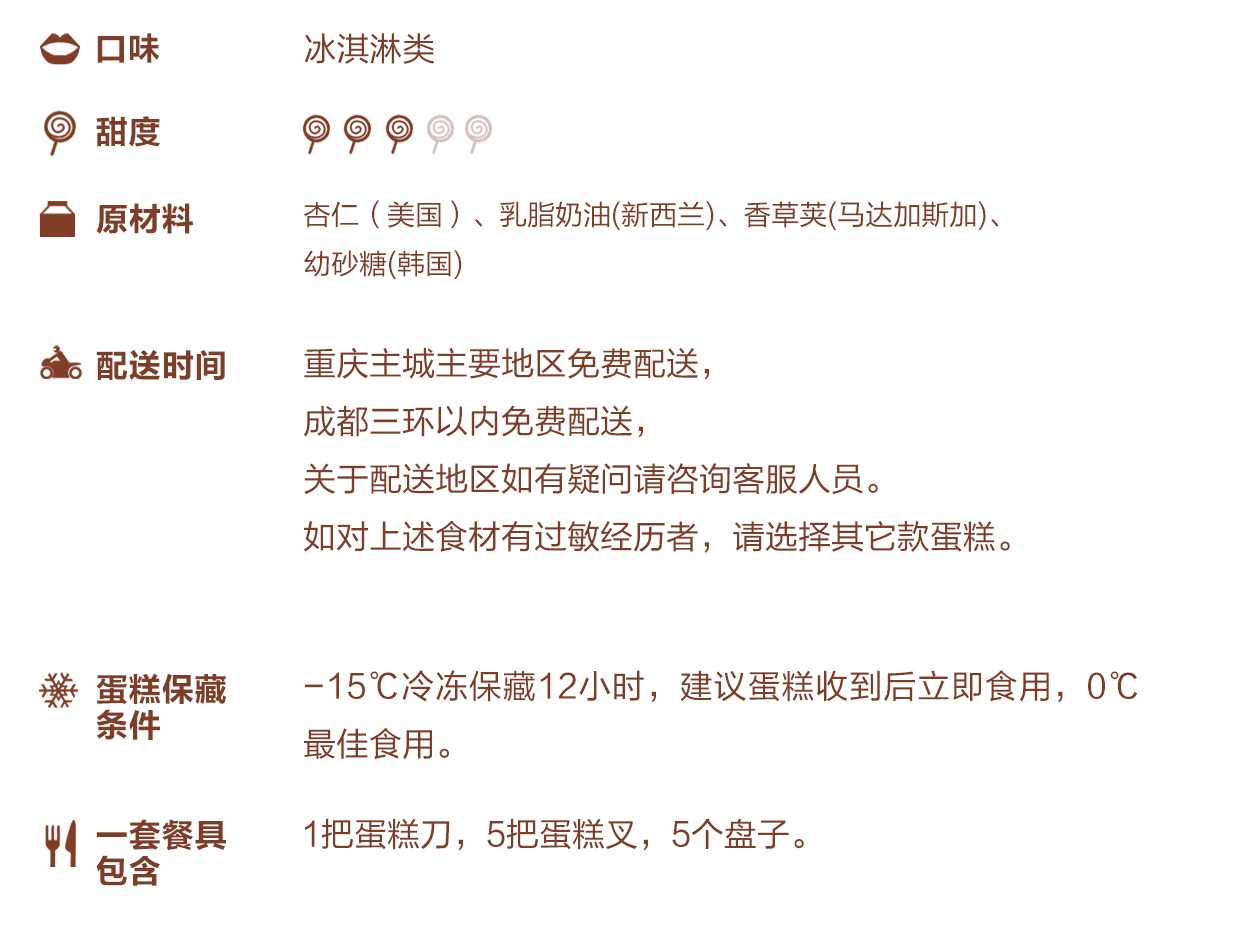 口味 冰淇淋类
甜度
原材料 杏仁（美国）、乳脂奶油(新西兰)、香草荚(马达加斯加)、
幼砂糖(韩国)
配送时间 重庆主城主要地区免费配送，
成都三环以内免费配送，
关于配送地区如有疑问请咨询客服人员。
如对上述食材有过敏经历者，请选择其它款蛋糕。
蛋糕保藏 -15℃冷冻保藏12小时，建议蛋糕收到后立即食用，0℃
条件
最佳食用。
一套餐具 1把蛋糕刀，5把蛋糕叉，5个盘子。
包含